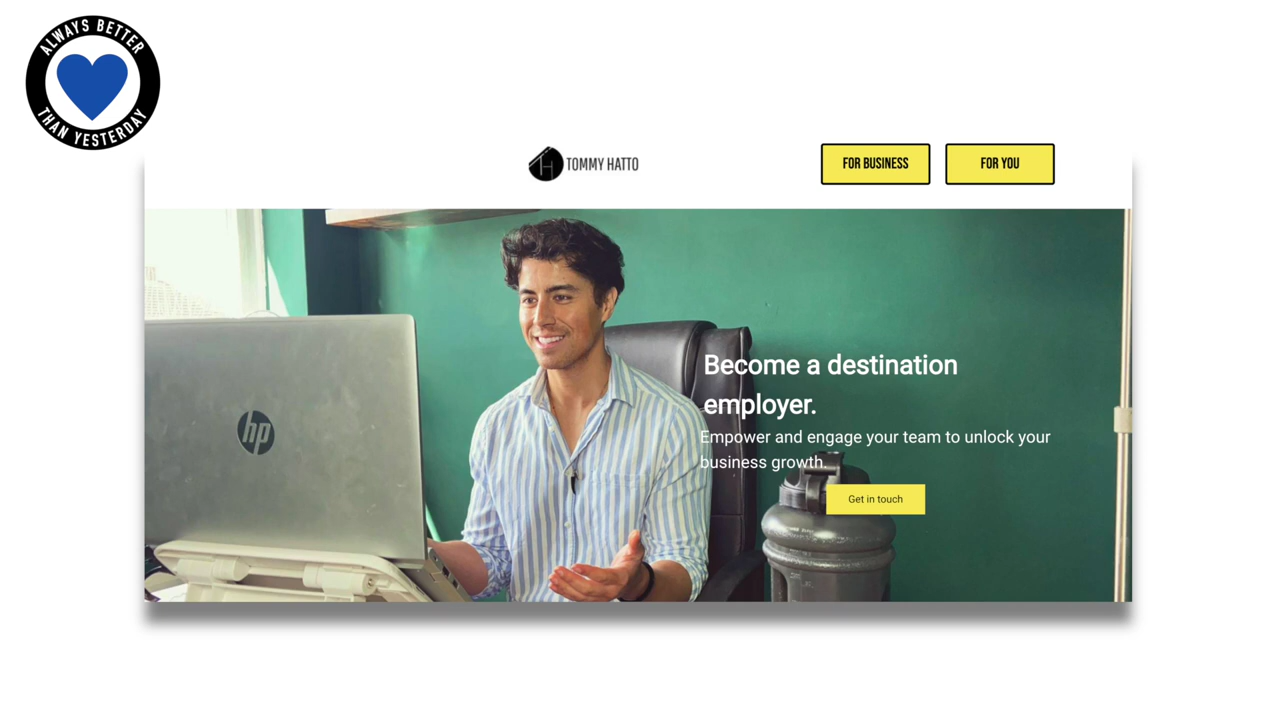 ALWAYS BETTER
THAN YESTERDAY
H TOMMY HATTO
FOR BUSINESS
FOR YOU
hp
Become a destination
employer.
Empower and engage your team to unlock your
business growth.
Get in touch